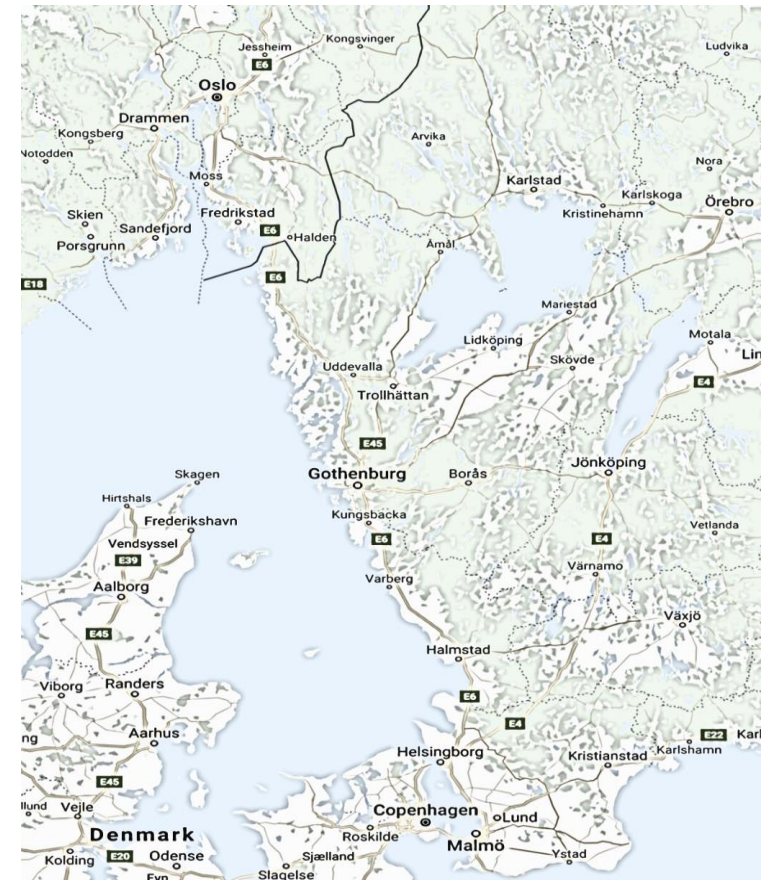 Jessheim
Kongsvinger
Ludvika
E6
Oslo
Drammen
Kongsberg
Arvika
Notodden
Nora
Moss
Karlstad
Karlskoga
Örebro
Kristinehamn
Skien
Fredrikstad
Sandefjord
E6
Halden
Porsgrunn
Åmål
E6
E18
Mariestad
Motala
Lidköping
Lin
Skövde
Uddevalla
E4
Trollhättan
E45
Jönköping
Skagen
Gothenburg
Borås
Hirtshals
Kungsbacka
Frederikshavn
Vetlanda
Vendsyssel
E6
E4
E39
Värnamo
Aalborg
Varberg
Växjö
E45
Halmstad
Viborg
Randers
E6
E4
Aarhus
E22
Karl
ng
Helsingborg
Karlshamn
Kristianstad
E45
llund
Vejle
Copenhagen
Lund
Denmark
Roskilde
Malmö
Kolding
E20
Odense
Sjælland
Ystad
Fyn
Slagelse